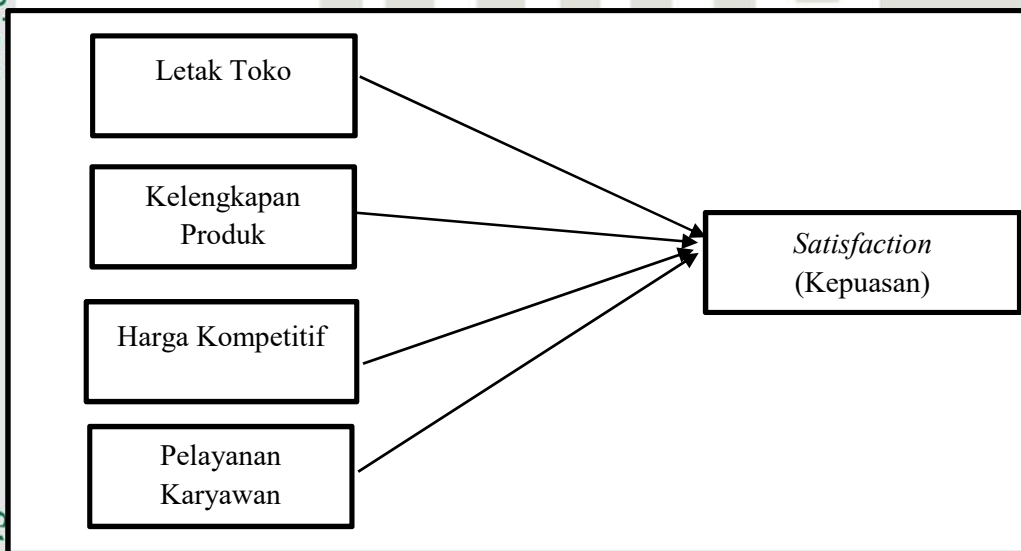 Letak Toko
Kelengkapan
Produk
Harga Kompetitif
Pelayanan
Karyawan
Satisfaction
(Kepuasan)